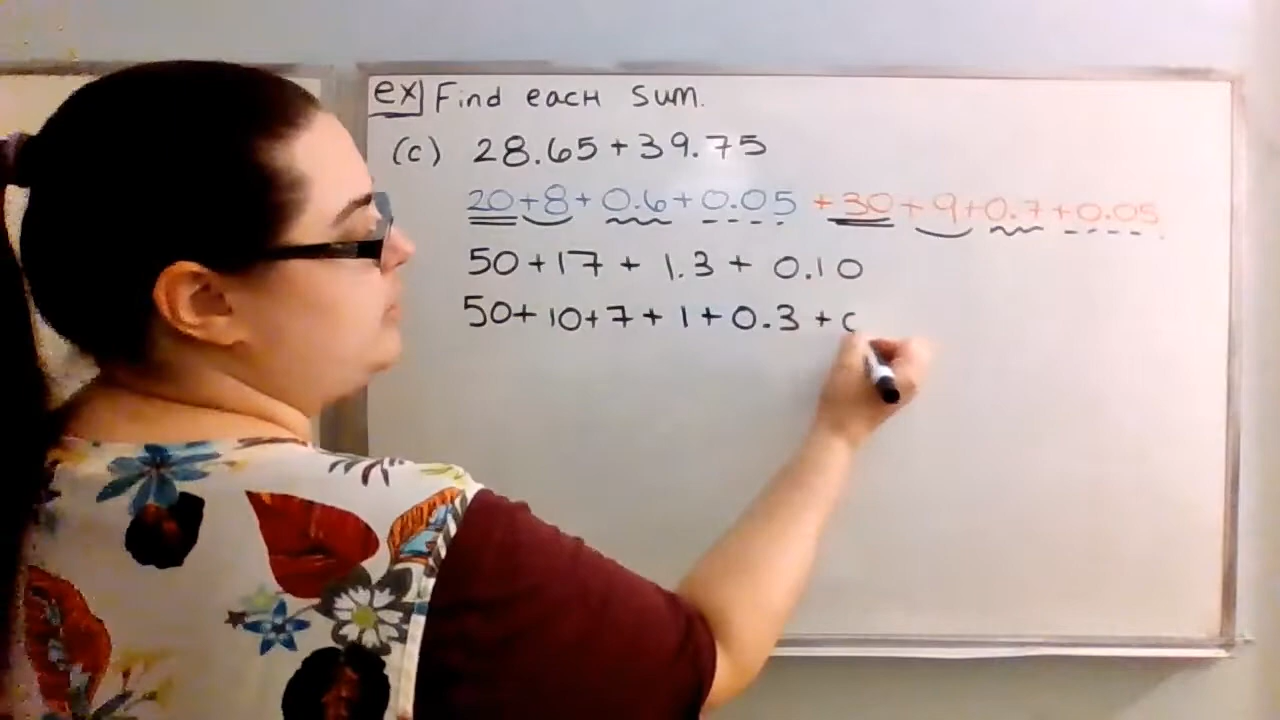 ex Find each sum.
(c) 28.65 + 39.75
20 + 8 + 0.6 + 0.05 + 30 + 9 + 0.7 + 0.05
50 + 17 + 1.3 + 0.10
50 + 10 + 7 + 1 + 0.3 +